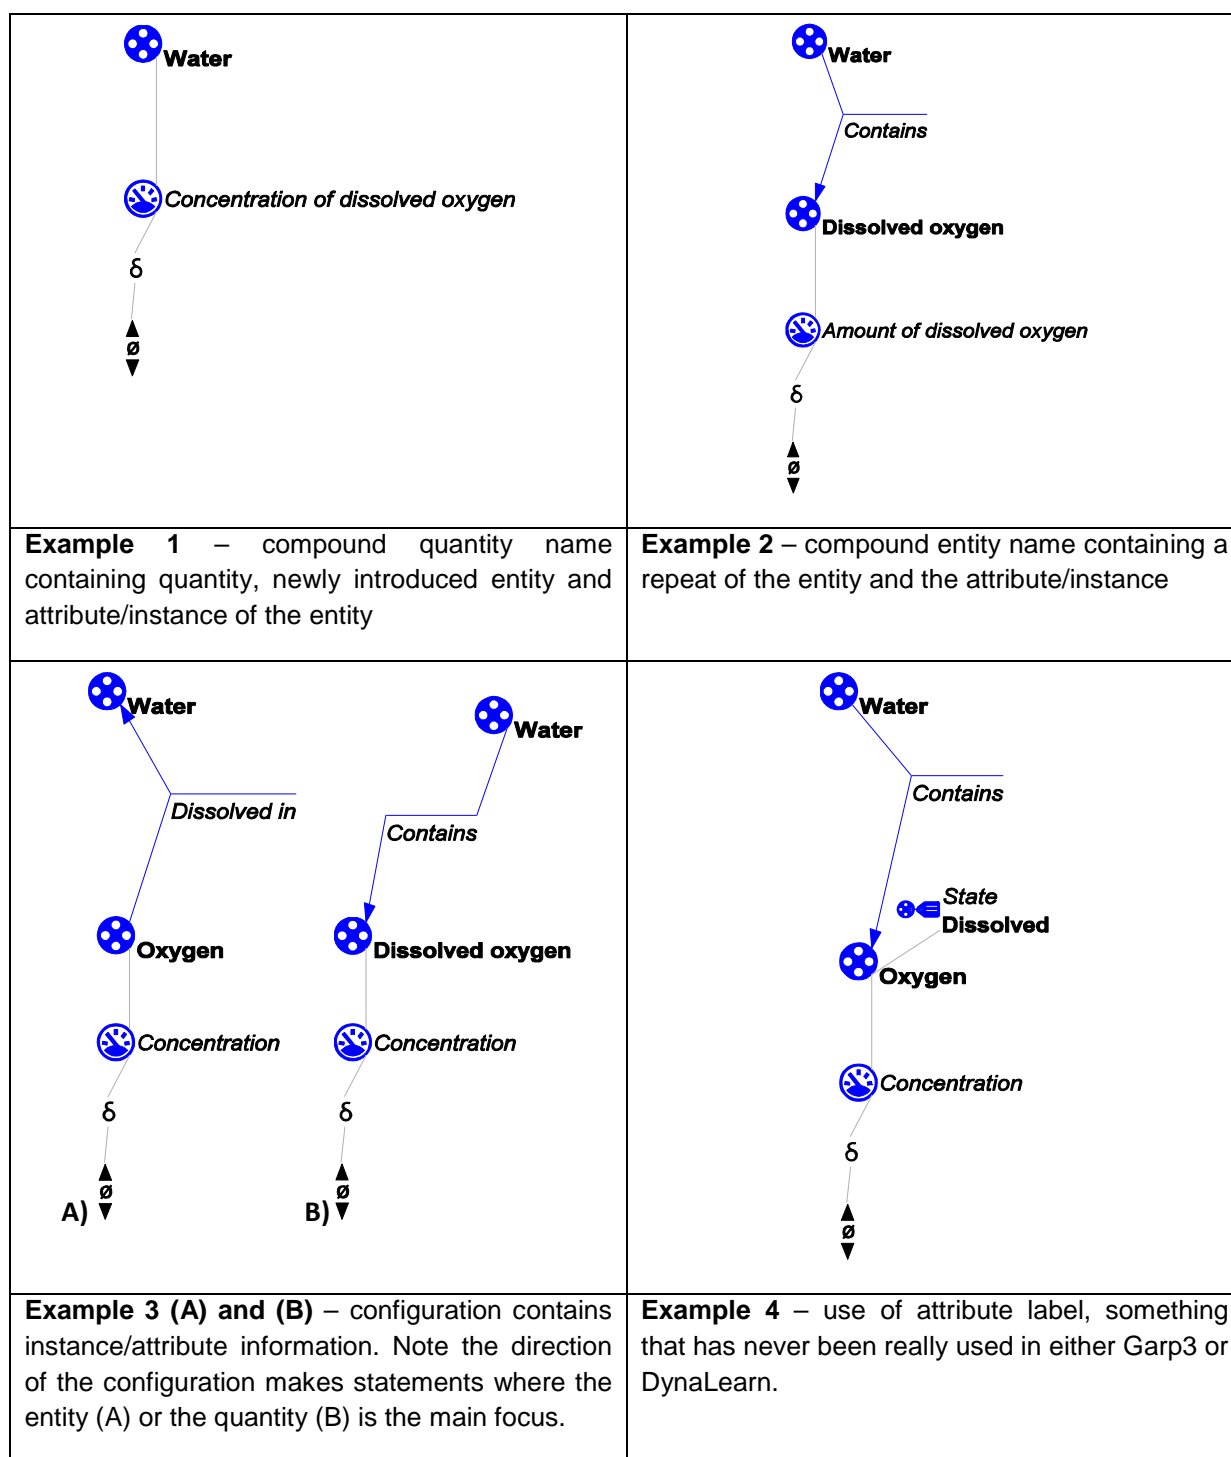 Water
Concentration of dissolved oxygen
δ
ø
Water
Contains
Dissolved oxygen
Amount of dissolved oxygen
δ
ø
Example 1 – compound quantity name
containing quantity, newly introduced entity and
attribute/instance of the entity
Example 2 – compound entity name containing a
repeat of the entity and the attribute/instance
Water
Dissolved in
Oxygen
Concentration
δ
ø
A)
Water
Contains
Dissolved oxygen
Concentration
δ
ø
B)
Water
Contains
State
Dissolved
Oxygen
Concentration
δ
ø
Example 3 (A) and (B) – configuration contains
instance/attribute information. Note the direction
of the configuration makes statements where the
entity (A) or the quantity (B) is the main focus.
Example 4 – use of attribute label, something
that has never been really used in either Garp3 or
DynaLearn.